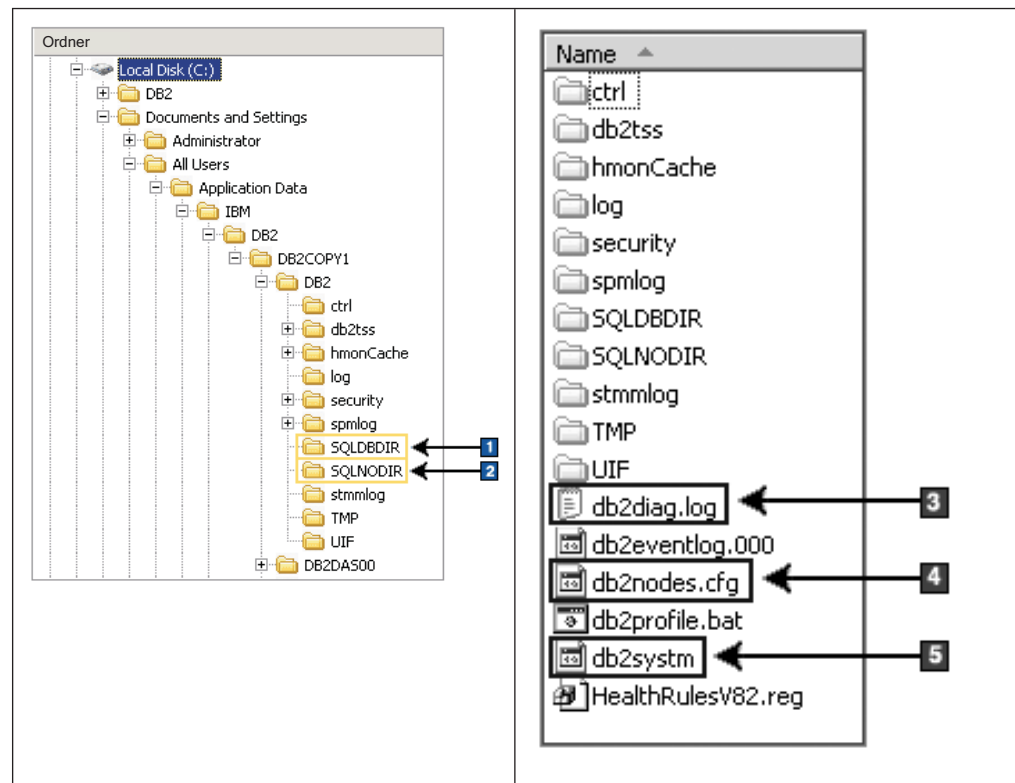 Ordner
Local Disk (C:)
DB2
Documents and Settings
Administrator
All Users
Application Data
IBM
DB2
DB2COPY1
DB2
ctrl
db2tss
hmonCache
log
security
spmlog
SQLDBDIR 1
SQLNODIR 2
stmmlog
TMP
UIF
DB2DAS00
Name
ctrl
db2tss
hmonCache
log
security
spmlog
SQLDBDIR
SQLNODIR
stmmlog
TMP
UIF
db2diag.log 3
db2eventlog.000
db2nodes.cfg 4
db2profile.bat
db2systm 5
HealthRulesV82.reg